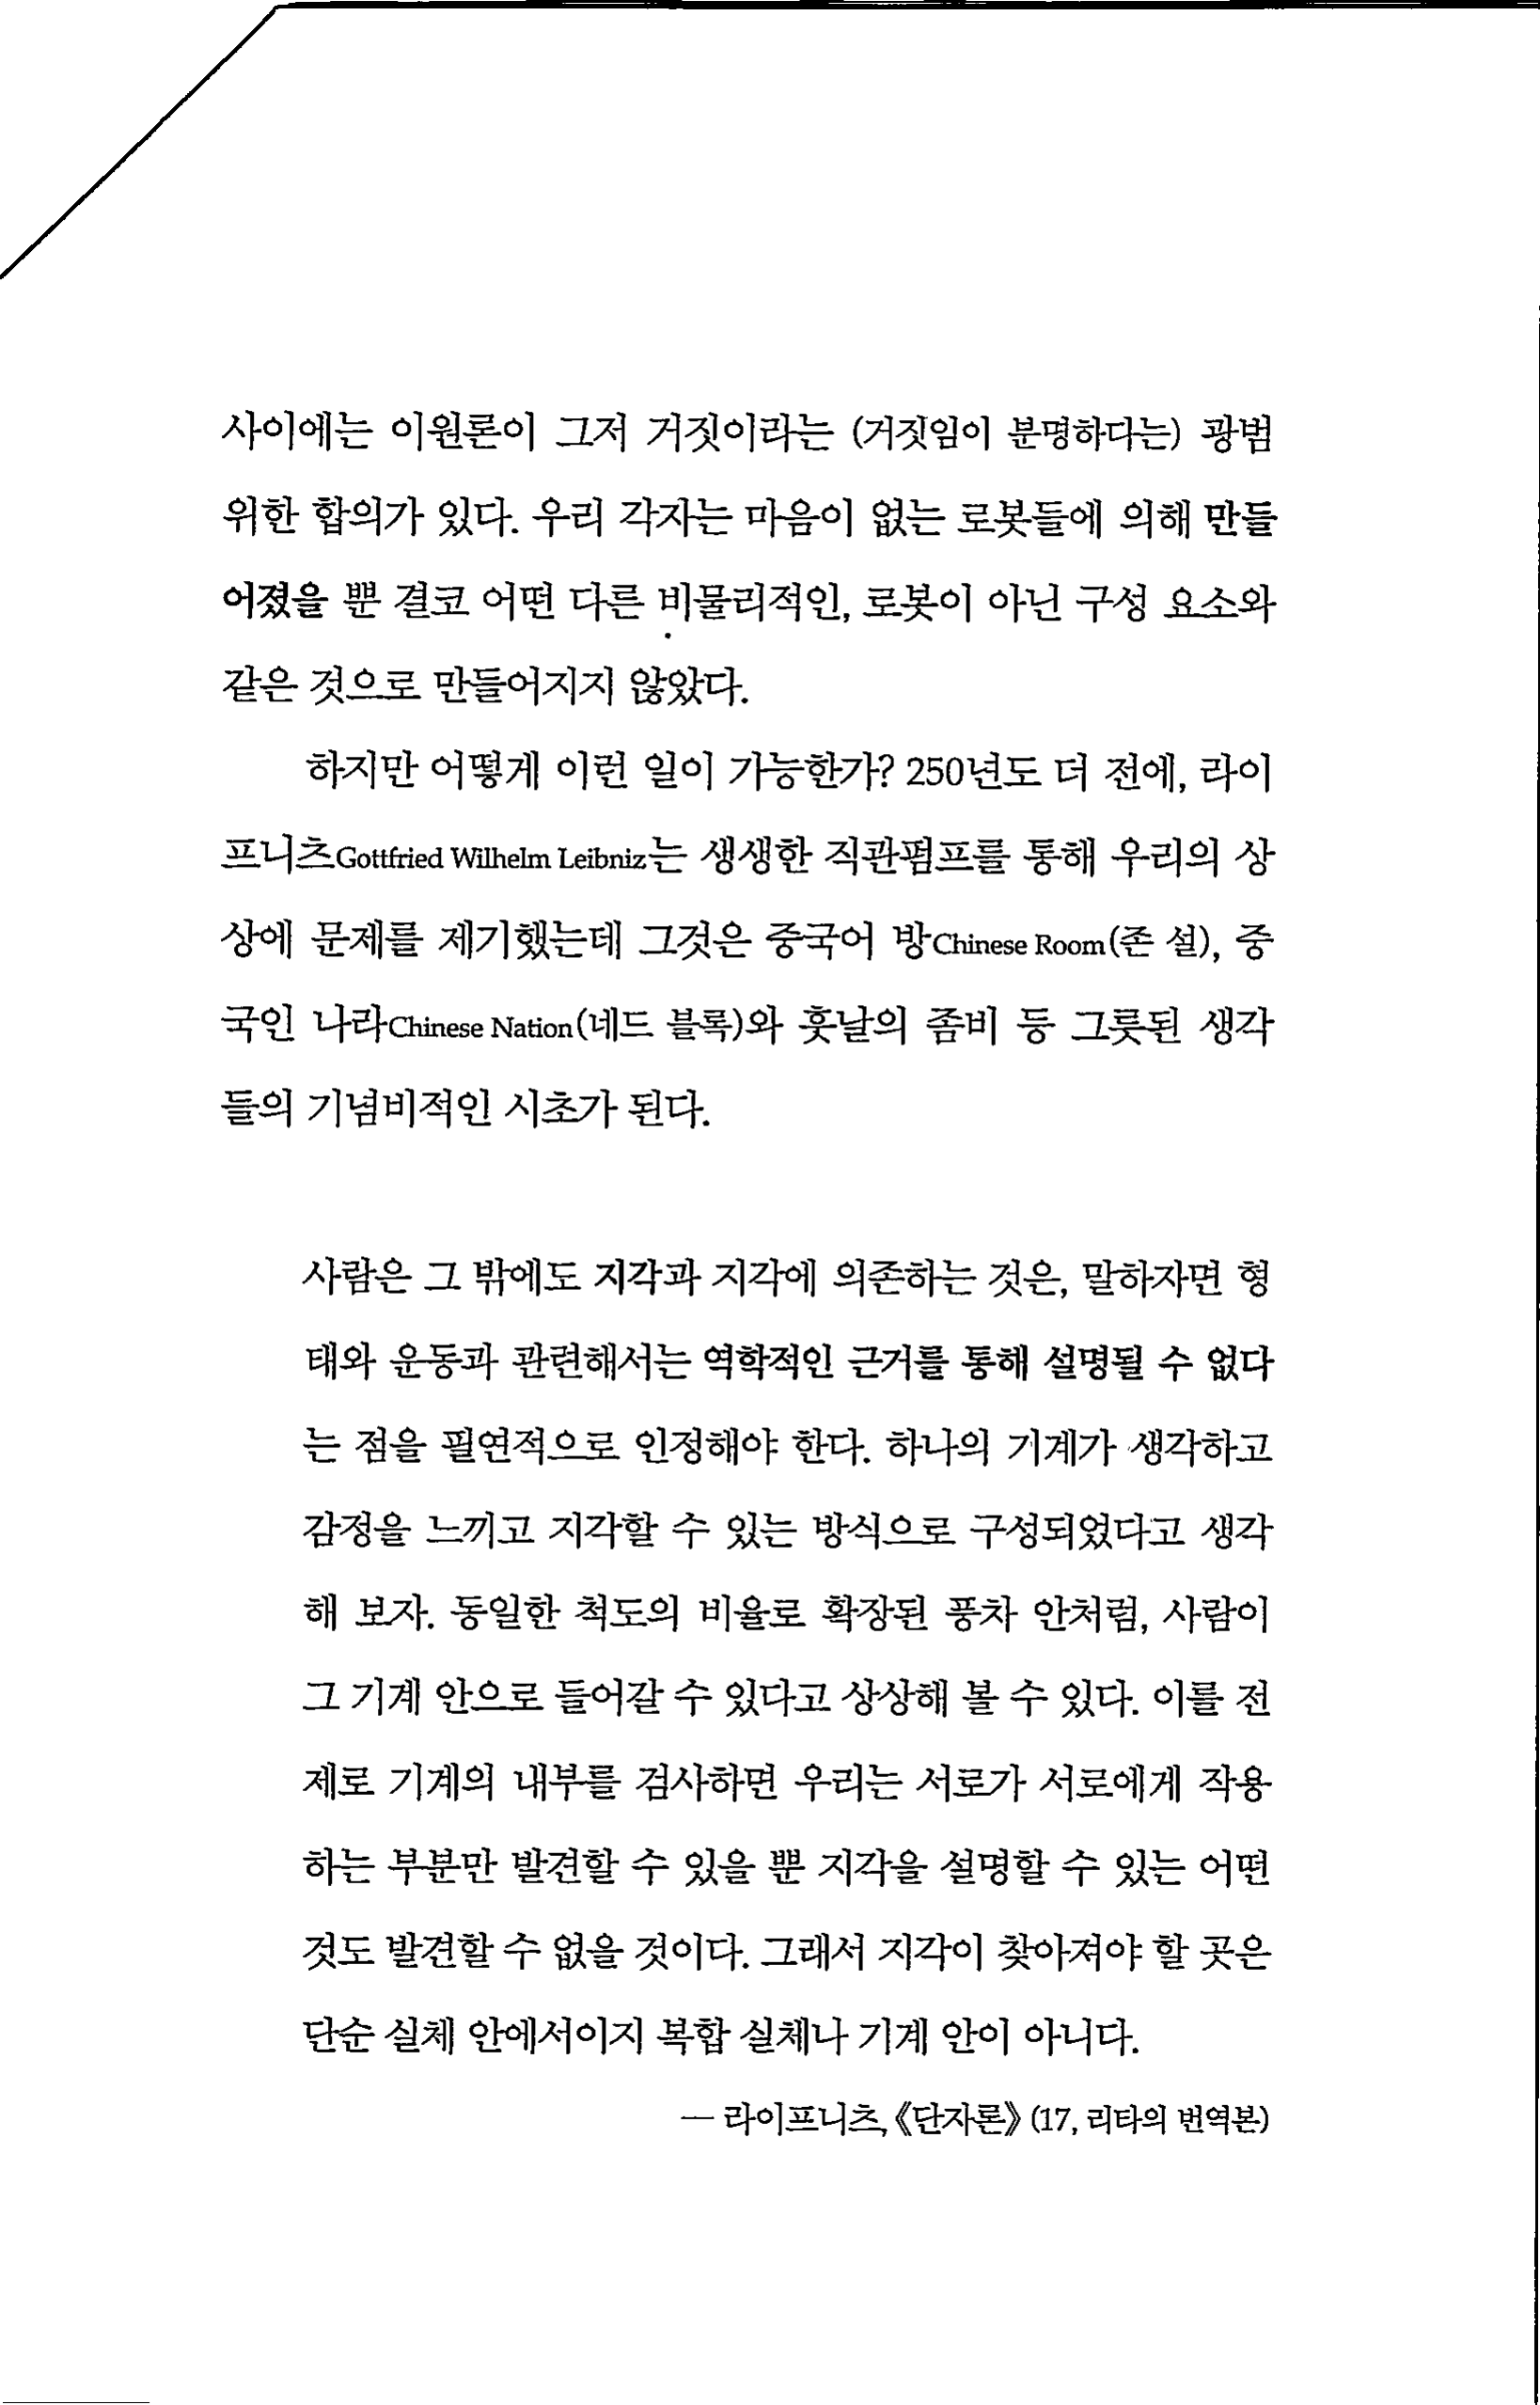 사이에는 이원론이 그저 거짓이라는 (거짓임이 분명하다는) 광범
위한 합의가 있다. 우리 각자는 마음이 없는 로봇들에 의해 만들
어졌을 뿐 결코 어떤 다른 비물리적인, 로봇이 아닌 구성 요소와
같은 것으로 만들어지지 않았다.
하지만 어떻게 이런 일이 가능한가? 250년도 더 전에, 라이
프니츠Gottfried Wilhelm Leibniz는 생생한 직관펌프를 통해 우리의 상
상에 문제를 제기했는데 그것은 중국어 방Chinese Room(존 설), 중
국인 나라Chinese Nation(네드 블록)와 훗날의 좀비 등 그릇된 생각
들의 기념비적인 시초가 된다.
사람은 그 밖에도 지각과 지각에 의존하는 것은, 말하자면 형
태와 운동과 관련해서는 역학적인 근거를 통해 설명될 수 없다
는 점을 필연적으로 인정해야 한다. 하나의 기계가 생각하고
감정을 느끼고 지각할 수 있는 방식으로 구성되었다고 생각
해 보자. 동일한 척도의 비율로 확장된 풍차 안처럼, 사람이
그 기계 안으로 들어갈 수 있다고 상상해 볼 수 있다. 이를 전
제로 기계의 내부를 검사하면 우리는 서로가 서로에게 작용
하는 부분만 발견할 수 있을 뿐 지각을 설명할 수 있는 어떤
것도 발견할 수 없을 것이다. 그래서 지각이 찾아져야 할 곳은
단순 실체 안에서이지 복합 실체나 기계 안이 아니다.
— 라이프니츠, 《단자론》 (17, 리타의 번역본)